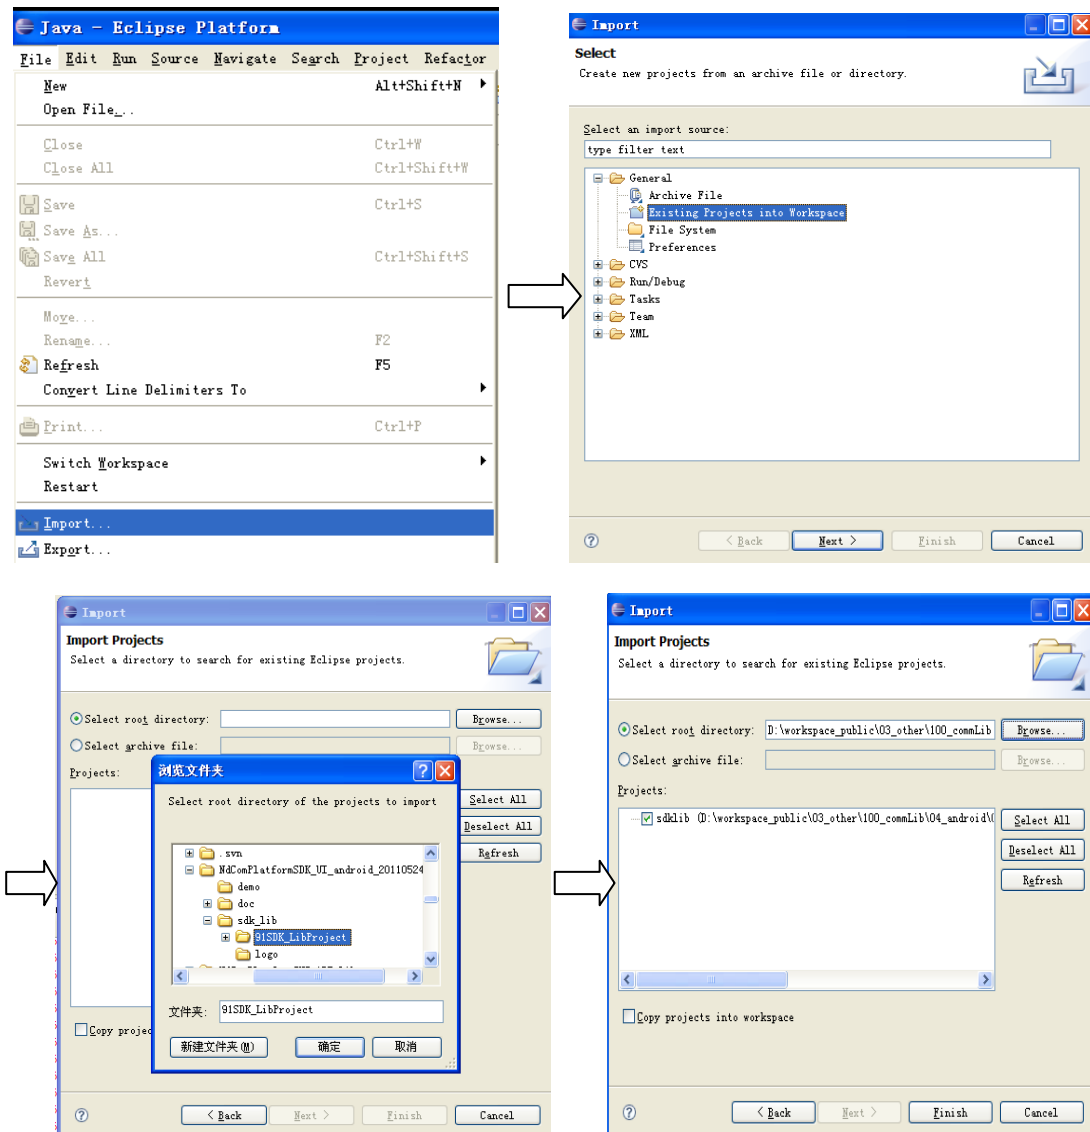 Java - Eclipse Platform
File Edit Run Source Navigate Search Project Refactor
New Alt+Shift+N
Open File...
Close Ctrl+W
Close All Ctrl+Shift+W
Save Ctrl+S
Save As...
Save All Ctrl+Shift+S
Revert
Move...
Rename... F2
Refresh F5
Convert Line Delimiters To
Print... Ctrl+P
Switch Workspace
Restart
Import...
Export...
Import
Select
Create new projects from an archive file or directory.
Select an import source:
type filter text
General
Archive File
Existing Projects into Workspace
File System
Preferences
CVS
Run/Debug
Tasks
Team
XML
< Back Next > Finish Cancel
Import
Import Projects
Select a directory to search for existing Eclipse projects.
Select root directory: Browse...
Select archive file: Browse...
Projects:
Select All
Deselect All
Refresh
浏览文件夹
Select root directory of the projects to import
.svn
NdComPlatformSDK_UI_android_20110524
demo
doc
sdk_lib
91SDK_LibProject
logo
文件夹: 91SDK_LibProject
新建文件夹(M) 确定 取消
Copy projec
< Back Next > Finish Cancel
Import
Import Projects
Select a directory to search for existing Eclipse projects.
Select root directory: D:\workspace_public\03_other\100_commLib Browse...
Select archive file: Browse...
Projects:
sdklib (D:\workspace_public\03_other\100_commLib\04_android\(
Select All
Deselect All
Refresh
Copy projects into workspace
< Back Next > Finish Cancel